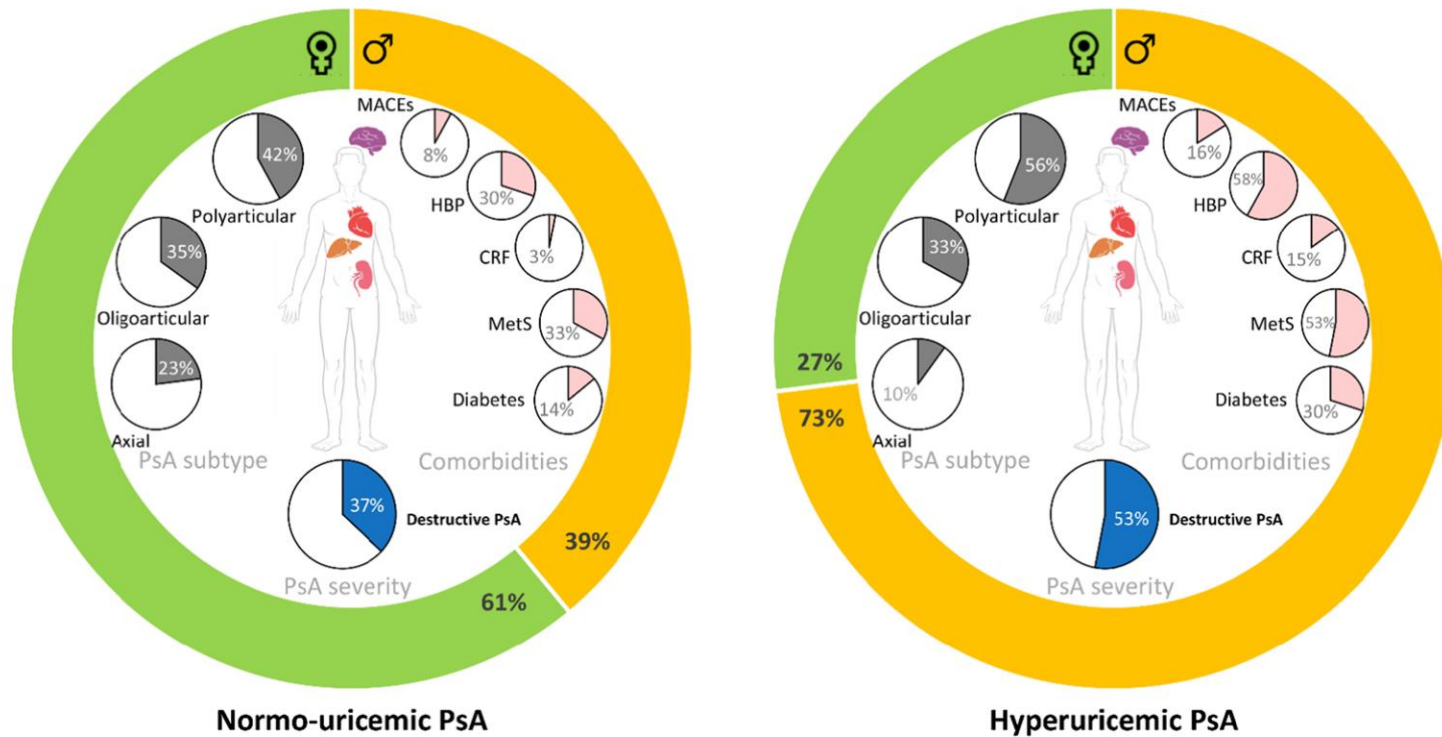 ♀ ♂
MACEs
8%
42%
Polyarticular
30%
HBP
35%
Oligoarticular
CRF
3%
MetS
33%
23%
Axial
Diabetes
14%
PsA subtype
Comorbidities
37%
Destructive PsA
PsA severity
39%
61%
Normo-uricemic PsA
♀ ♂
MACEs
16%
56%
Polyarticular
58%
HBP
33%
Oligoarticular
CRF
15%
MetS
53%
27%
73%
10%
Axial
Diabetes
30%
PsA subtype
Comorbidities
53%
Destructive PsA
PsA severity
Hyperuricemic PsA